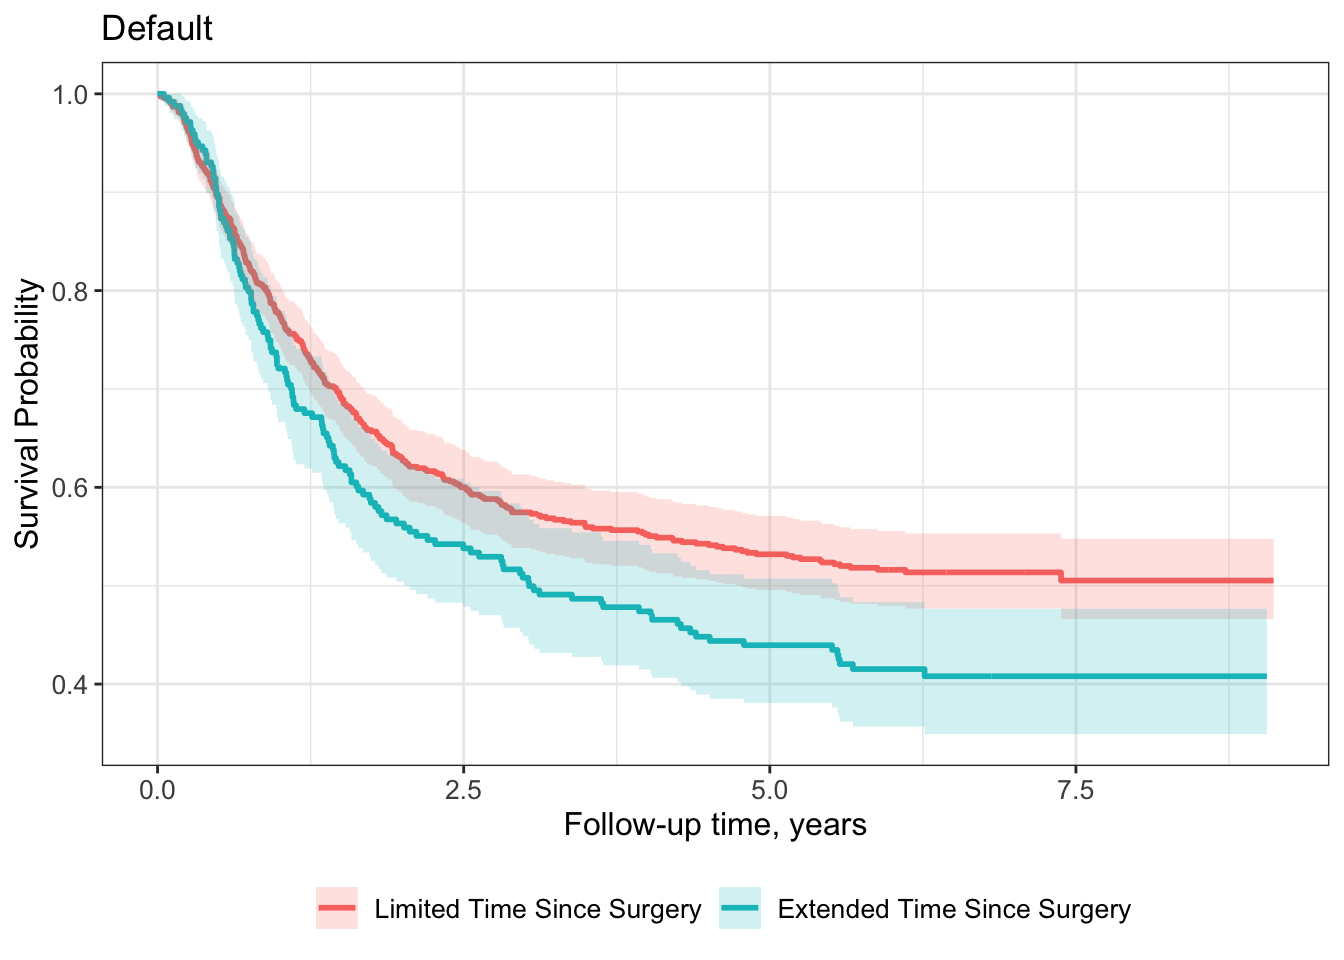 Default
Survival Probability
1.0
0.8
0.6
0.4
0.0 2.5 5.0 7.5
Follow-up time, years
Limited Time Since Surgery Extended Time Since Surgery